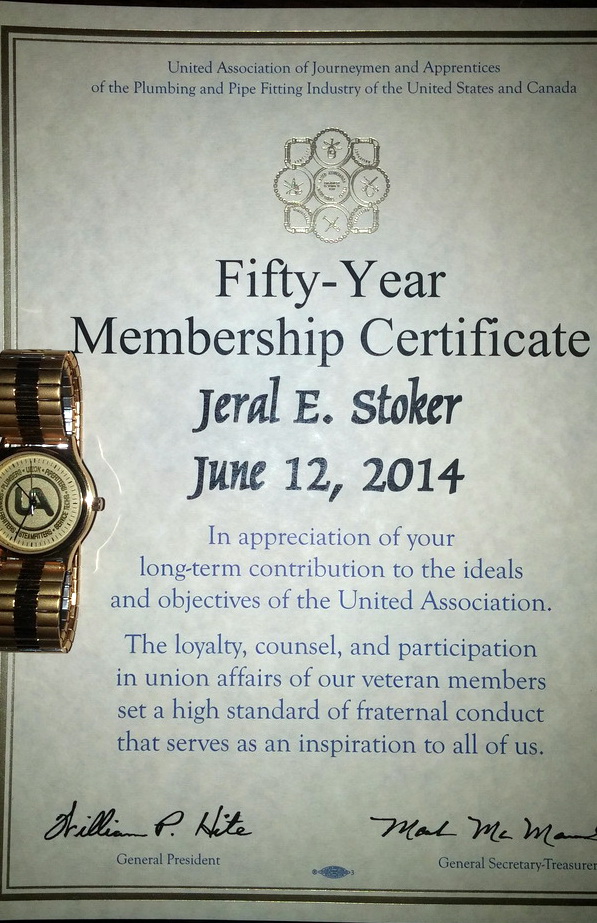 United Association of Journeymen and Apprentices
of the Plumbing and Pipe Fitting Industry of the United States and Canada
Fifty-Year
Membership Certificate
Jeral E. Stoker
June 12, 2014
UA
STEAMFITTERS
In appreciation of your
long-term contribution to the ideals
and objectives of the United Association.
The loyalty, counsel, and participation
in union affairs of our veteran members
set a high standard of fraternal conduct
that serves as an inspiration to all of us.
William P. Hite
General President
General Secretary-Treasurer